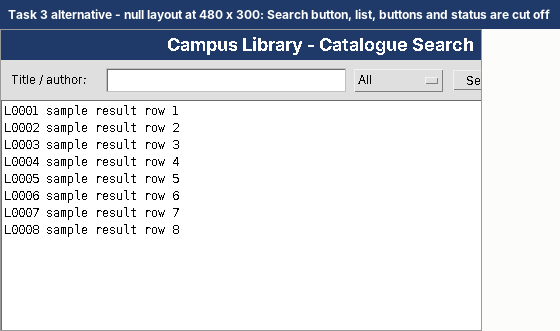 Task 3 alternative - null layout at 480 x 300: Search button, list, buttons and status are cut off
Campus Library - Catalogue Search
Title / author: All Se
L0001 sample result row 1
L0002 sample result row 2
L0003 sample result row 3
L0004 sample result row 4
L0005 sample result row 5
L0006 sample result row 6
L0007 sample result row 7
L0008 sample result row 8